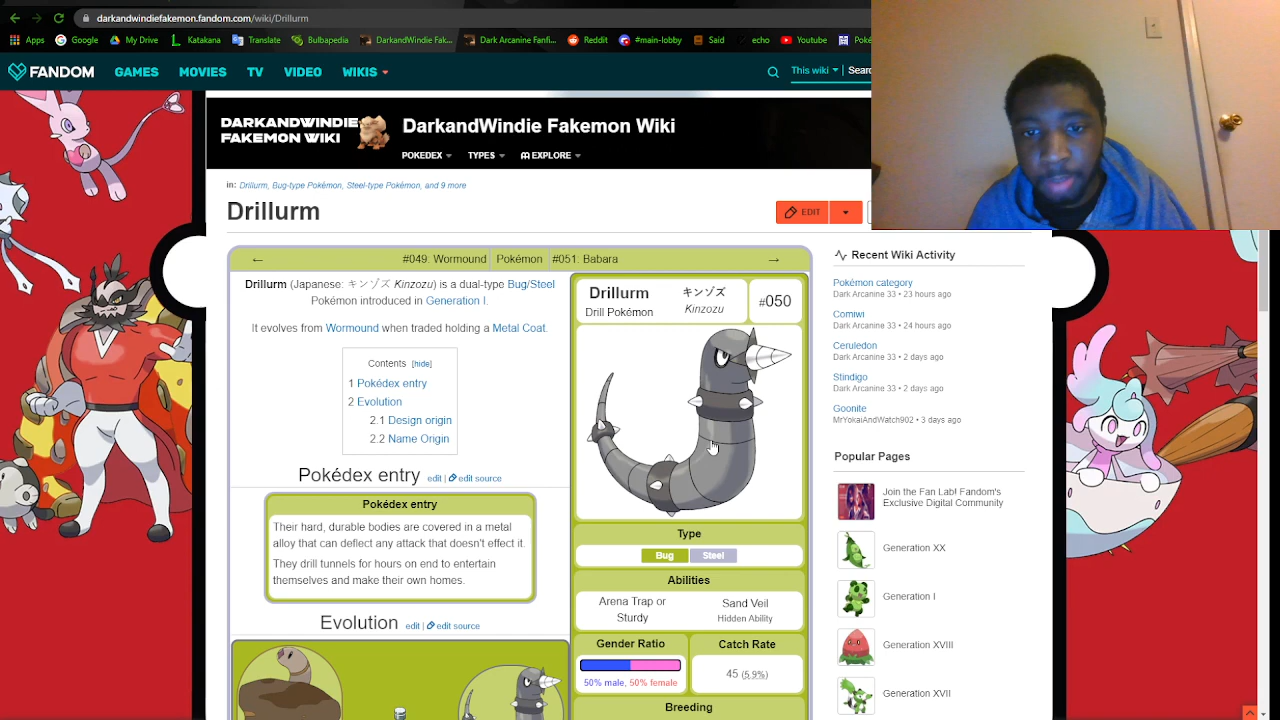 darkandwindiefakemon.fandom.com/wiki/Drillurm
Apps Google My Drive Katakana Translate Bulbapedia DarkandWindie Fak... Dark Arcanine Fanfi... Reddit #main-lobby Said echo Youtube Poké
FANDOM GAMES MOVIES TV VIDEO WIKIS This wiki Searc
DARKANDWINDIE
FAKEMON WIKI
DarkandWindie Fakemon Wiki
POKEDEX TYPES EXPLORE
in: Drillurm, Bug-type Pokémon, Steel-type Pokémon, and 9 more
Drillurm
EDIT
← #049: Wormound Pokémon #051: Babara →
Drillurm (Japanese: キンゾズ Kinzozu) is a dual-type Bug/Steel
Pokémon introduced in Generation I.
It evolves from Wormound when traded holding a Metal Coat.
Contents [hide]
1 Pokédex entry
2 Evolution
2.1 Design origin
2.2 Name Origin
Pokédex entry edit | edit source
Pokédex entry
Their hard, durable bodies are covered in a metal
alloy that can deflect any attack that doesn't effect it.
They drill tunnels for hours on end to entertain
themselves and make their own homes.
Evolution edit | edit source
Drillurm
Drill Pokémon
キンゾズ
Kinzozu
#050
Type
Bug Steel
Abilities
Arena Trap or
Sturdy
Sand Veil
Hidden Ability
Gender Ratio
50% male, 50% female
Catch Rate
45 (5.9%)
Breeding
Recent Wiki Activity
Pokémon category
Dark Arcanine 33 • 23 hours ago
Comiwi
Dark Arcanine 33 • 24 hours ago
Ceruledon
Dark Arcanine 33 • 2 days ago
Stindigo
Dark Arcanine 33 • 2 days ago
Goonite
MrYokaiAndWatch902 • 3 days ago
Popular Pages
Join the Fan Lab! Fandom's
Exclusive Digital Community
Generation XX
Generation I
Generation XVIII
Generation XVII